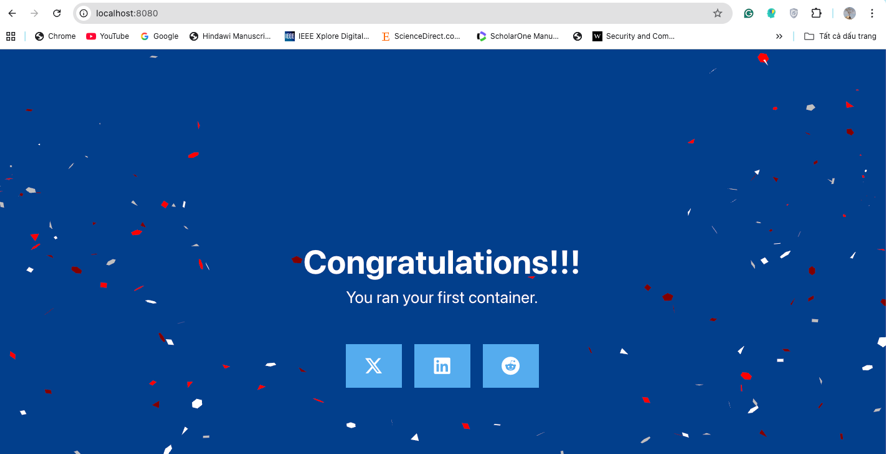 localhost:8080
Chrome YouTube Google Hindawi Manuscri... IEEE Xplore Digital... ScienceDirect.co... ScholarOne Manu... Security and Com... Tất cả dấu trang
Congratulations!!!
You ran your first container.